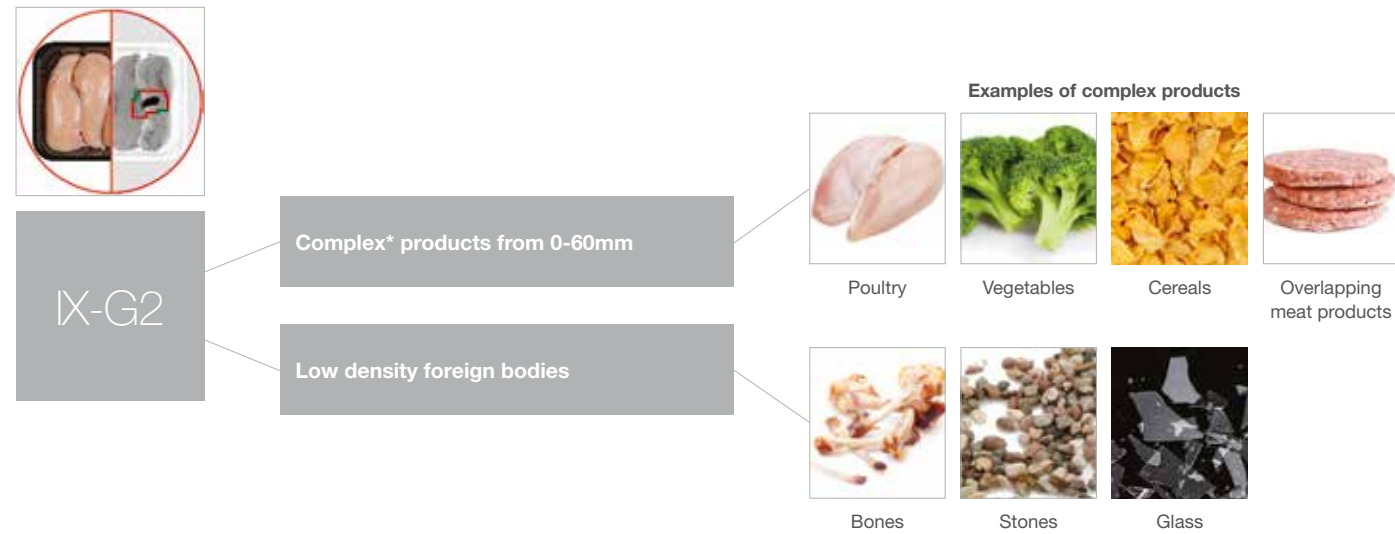 Examples of complex products
IX-G2
Complex* products from 0-60mm
Poultry
Vegetables
Cereals
Overlapping
meat products
Low density foreign bodies
Bones
Stones
Glass